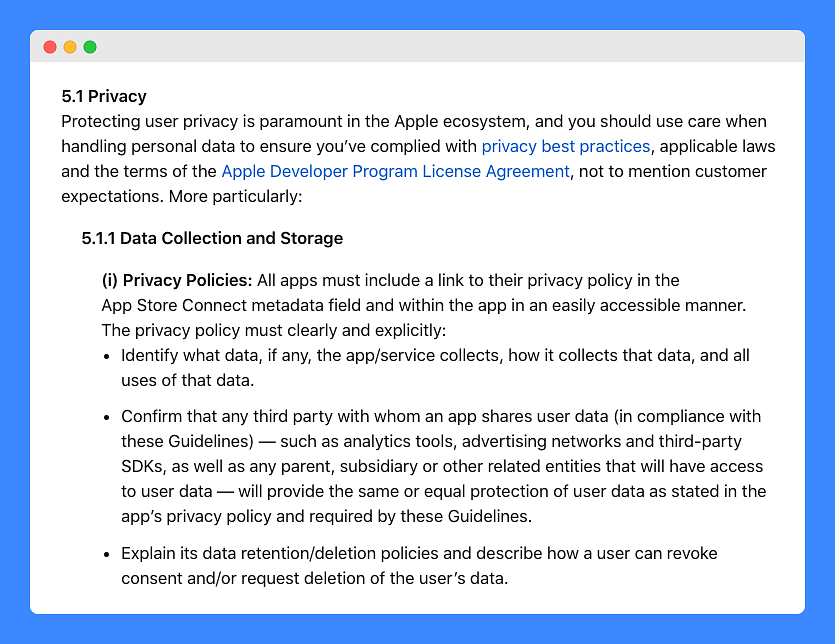 5.1 Privacy
Protecting user privacy is paramount in the Apple ecosystem, and you should use care when
handling personal data to ensure you’ve complied with privacy best practices, applicable laws
and the terms of the Apple Developer Program License Agreement, not to mention customer
expectations. More particularly:
5.1.1 Data Collection and Storage
(i) Privacy Policies: All apps must include a link to their privacy policy in the
App Store Connect metadata field and within the app in an easily accessible manner.
The privacy policy must clearly and explicitly:
• Identify what data, if any, the app/service collects, how it collects that data, and all
uses of that data.
• Confirm that any third party with whom an app shares user data (in compliance with
these Guidelines) — such as analytics tools, advertising networks and third-party
SDKs, as well as any parent, subsidiary or other related entities that will have access
to user data — will provide the same or equal protection of user data as stated in the
app’s privacy policy and required by these Guidelines.
• Explain its data retention/deletion policies and describe how a user can revoke
consent and/or request deletion of the user’s data.